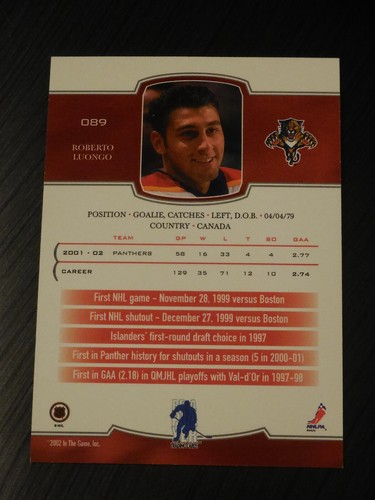 089
ROBERTO
LUONGO
POSITION • GOALIE, CATCHES • LEFT, D.O.B. • 04/04/79
COUNTRY • CANADA
TEAM GP W L T SO GAA
2001 - 02 PANTHERS 58 16 33 4 4 2.77
CAREER 129 35 71 12 10 2.74
First NHL game - November 28, 1999 versus Boston
First NHL shutout - December 27, 1999 versus Boston
Islanders' first-round draft choice in 1997
First in Panther history for shutouts in a season (5 in 2000-01)
First in GAA (2.18) in QMJHL playoffs with Val-d'Or in 1997-98
NHLPA
©2002 In The Game, Inc.